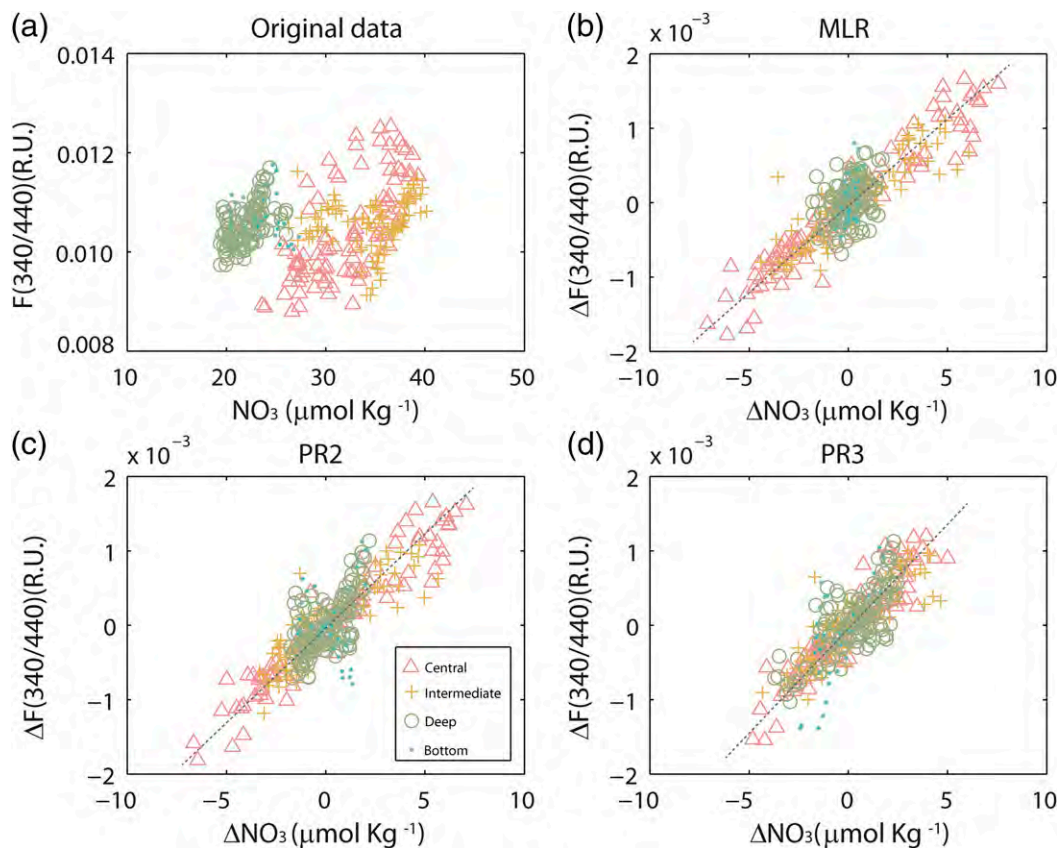 (a) Original data
0.014
0.012
0.010
0.008
F(340/440)(R.U.)
10 20 30 40 50
NO₃ (μmol Kg⁻¹)
(b) x 10⁻³ MLR
2
1
0
−1
−2
ΔF(340/440)(R.U.)
−10 −5 0 5 10
ΔNO₃ (μmol Kg⁻¹)
(c) x 10⁻³ PR2
2
1
0
−1
−2
ΔF(340/440)(R.U.)
Central
Intermediate
Deep
Bottom
−10 −5 0 5 10
ΔNO₃ (μmol Kg⁻¹)
(d) x 10⁻³ PR3
2
1
0
−1
−2
ΔF(340/440)(R.U.)
−10 −5 0 5 10
ΔNO₃ (μmol Kg⁻¹)